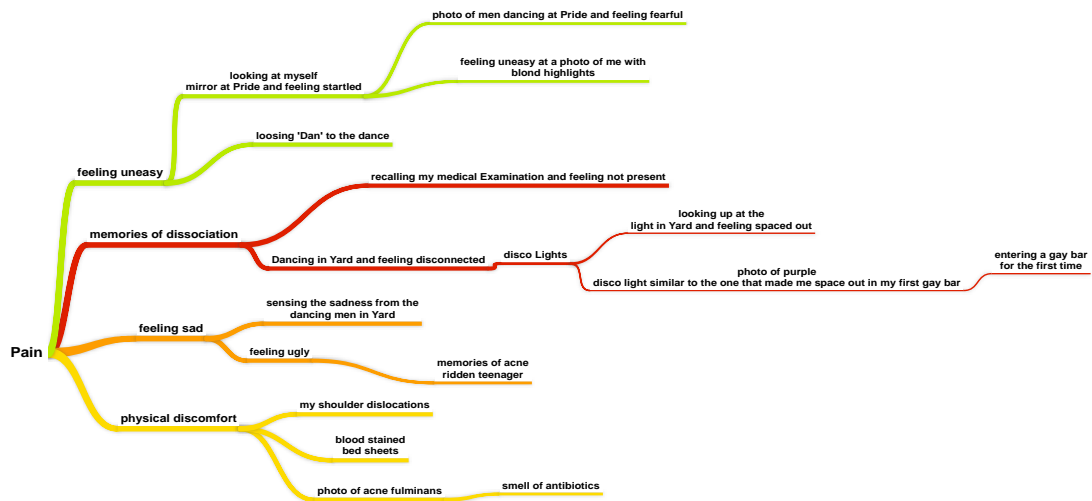 photo of men dancing at Pride and feeling fearful
feeling uneasy at a photo of me with
blond highlights
looking at myself
mirror at Pride and feeling startled
loosing 'Dan' to the dance
feeling uneasy
recalling my medical Examination and feeling not present
memories of dissociation
looking up at the
light in Yard and feeling spaced out
Dancing in Yard and feeling disconnected
disco Lights
photo of purple
disco light similar to the one that made me space out in my first gay bar
entering a gay bar
for the first time
sensing the sadness from the
dancing men in Yard
feeling sad
feeling ugly
memories of acne
ridden teenager
Pain
my shoulder dislocations
physical discomfort
blood stained
bed sheets
photo of acne fulminans
smell of antibiotics